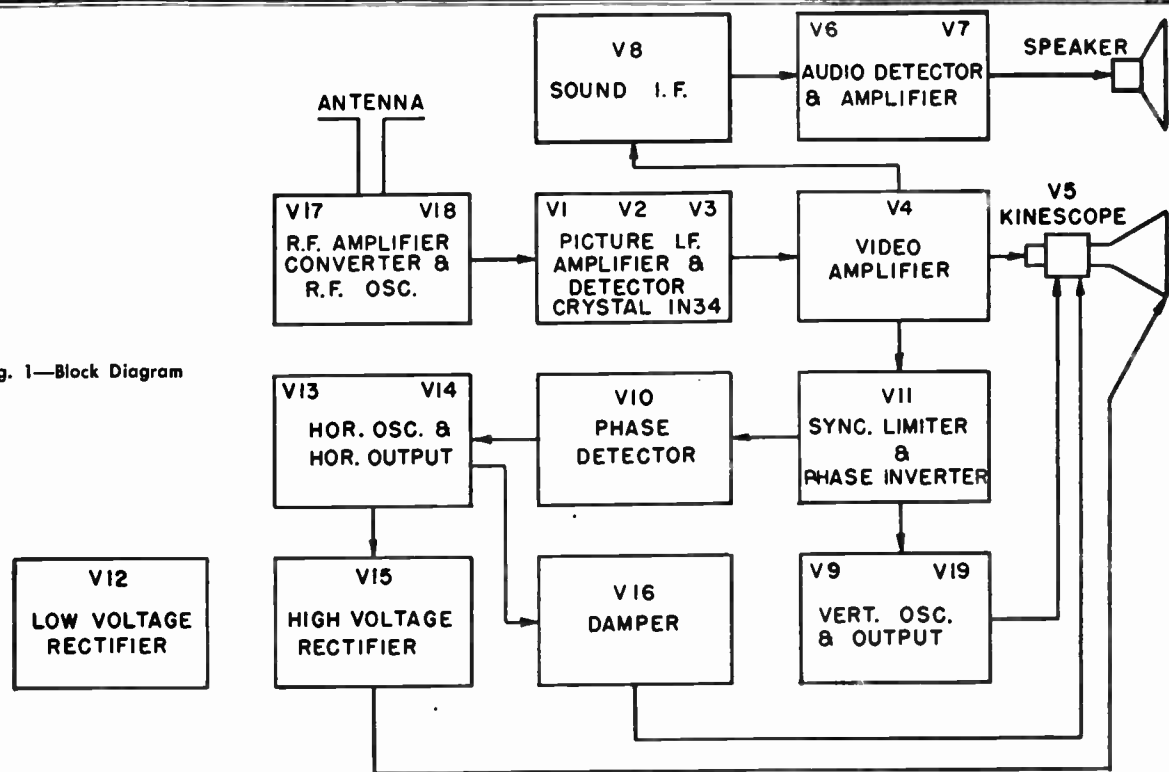 V8
SOUND I.F.
V6 V7
AUDIO DETECTOR
& AMPLIFIER
SPEAKER
ANTENNA
V17 V18
R.F. AMPLIFIER
CONVERTER &
R.F. OSC.
V1 V2 V3
PICTURE I.F.
AMPLIFIER &
DETECTOR
CRYSTAL IN34
V4
VIDEO
AMPLIFIER
V5
KINESCOPE
g. 1—Block Diagram
V13 V14
HOR. OSC. &
HOR. OUTPUT
V10
PHASE
DETECTOR
V11
SYNC. LIMITER
&
PHASE INVERTER
V12
LOW VOLTAGE
RECTIFIER
V15
HIGH VOLTAGE
RECTIFIER
V16
DAMPER
V9 V19
VERT. OSC.
& OUTPUT